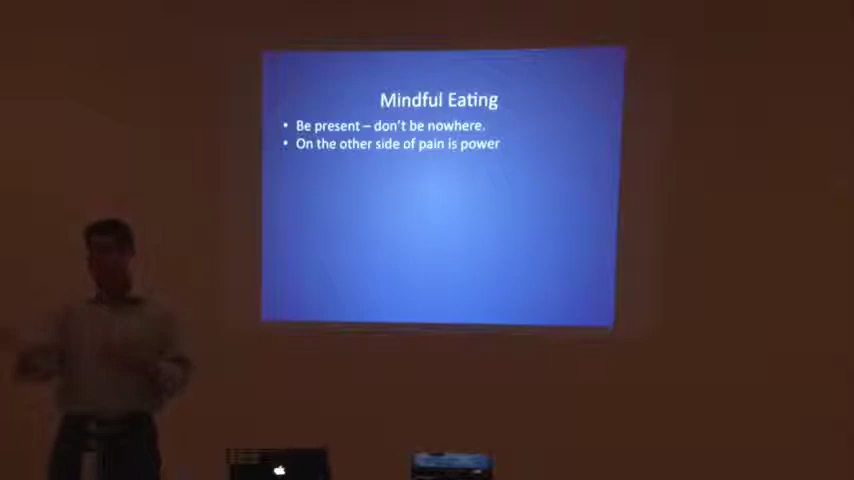 Mindful Eating
• Be present – don't be nowhere.
• On the other side of pain is power